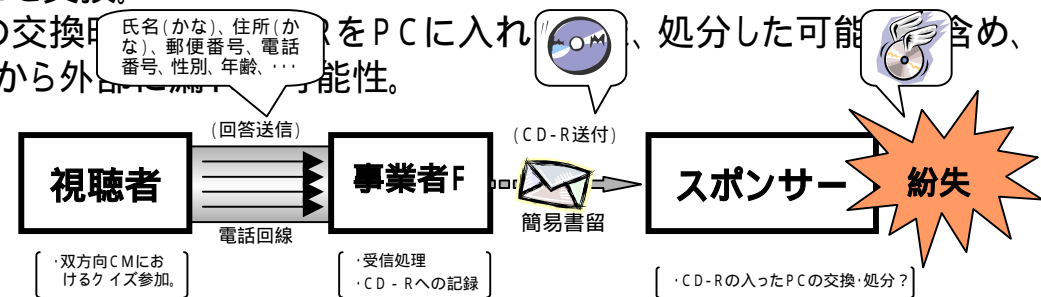 の交換時 RをPCに入れ 、処分した可能 含め、
から外部に漏 可能性。
氏名(かな)、住所(か
な)、郵便番号、電話
番号、性別、年齢、・・・
(回答送信)
(CD-R送付)
視聴者
事業者F
スポンサー
紛失
電話回線
簡易書留
・双方向CMにお
けるクイズ参加。
・受信処理
・CD-Rへの記録
・CD-Rの入ったPCの交換・処分？